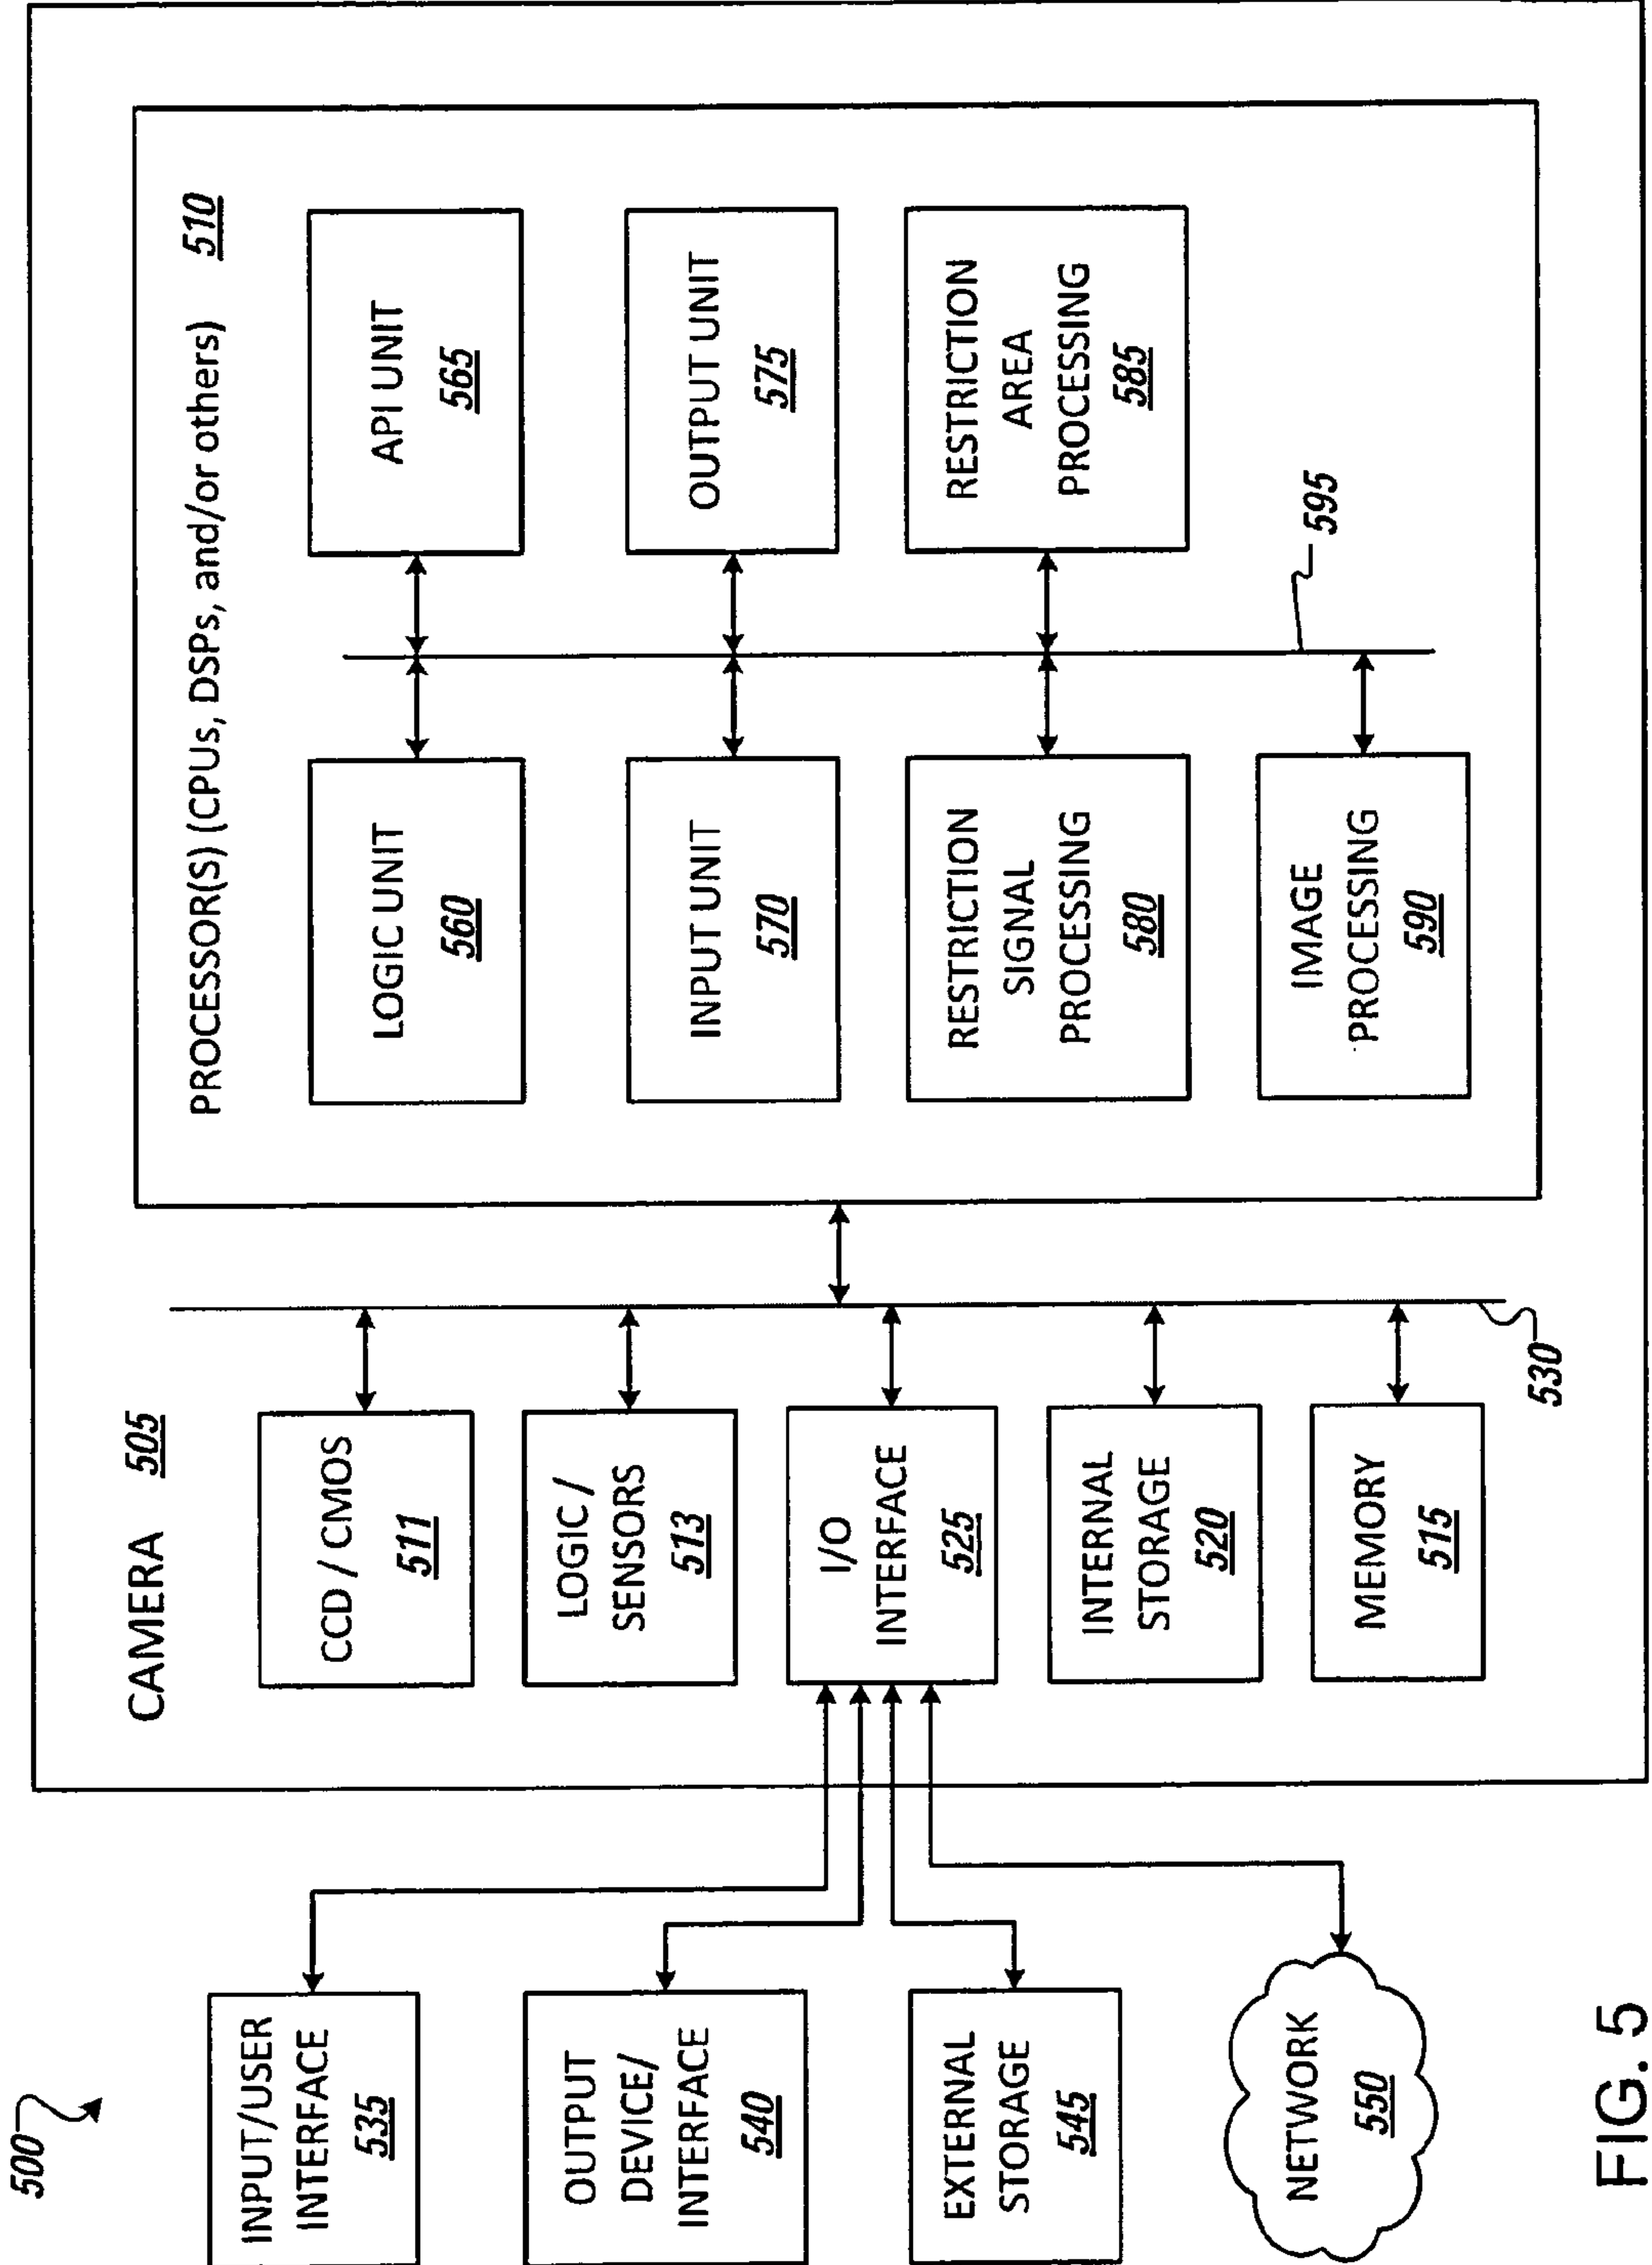 500
CAMERA 505
PROCESSOR(S) (CPUs, DSPs, and/or others) 510
INPUT/USER
INTERFACE
535
OUTPUT
DEVICE/
INTERFACE
540
EXTERNAL
STORAGE
545
NETWORK
550
CCD / CMOS
511
LOGIC /
SENSORS
513
I/O
INTERFACE
525
INTERNAL
STORAGE
520
MEMORY
515
530
LOGIC UNIT
560
API UNIT
565
INPUT UNIT
570
OUTPUT UNIT
575
RESTRICTION
SIGNAL
PROCESSING
580
RESTRICTION
AREA
PROCESSING
585
IMAGE
PROCESSING
590
595
FIG. 5